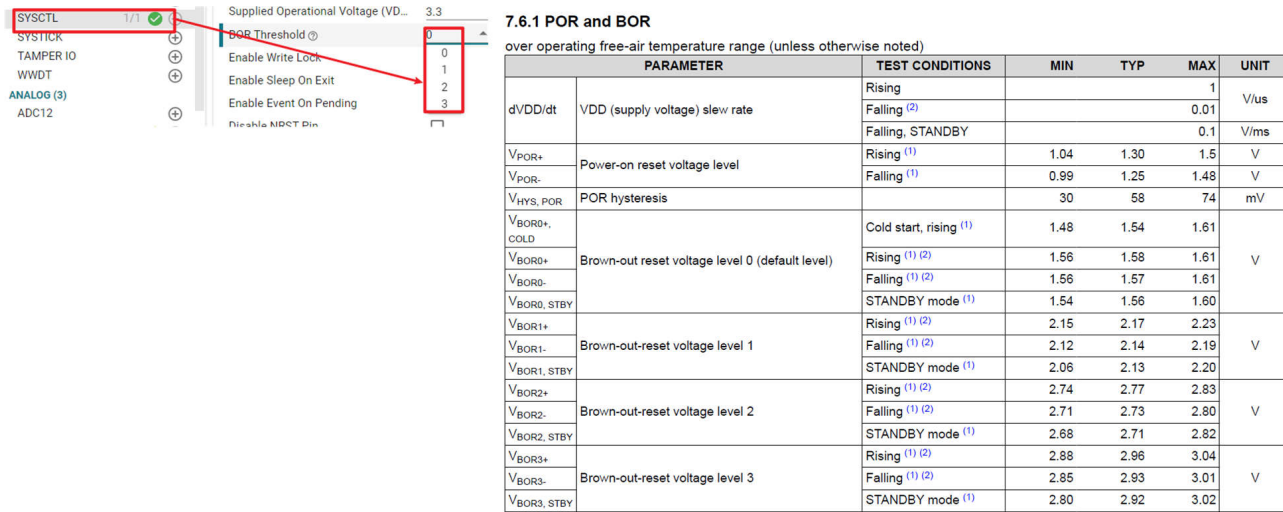 SYSCTL 1/1
SYSTICK
TAMPER IO
WWDT
ANALOG (3)
ADC12
Supplied Operational Voltage (VD... 3.3
BOR Threshold 0
Enable Write Lock 0
1
Enable Sleep On Exit 2
Enable Event On Pending 3
Disable NRST Pin
7.6.1 POR and BOR
over operating free-air temperature range (unless otherwise noted)
PARAMETER TEST CONDITIONS MIN TYP MAX UNIT
dVDD/dt VDD (supply voltage) slew rate Rising 1 V/us
Falling (2) 0.01
Falling, STANDBY 0.1 V/ms
VPOR+ Power-on reset voltage level Rising (1) 1.04 1.30 1.5 V
VPOR- Falling (1) 0.99 1.25 1.48 V
VHYS, POR POR hysteresis 30 58 74 mV
VBOR0+, COLD Brown-out reset voltage level 0 (default level) Cold start, rising (1) 1.48 1.54 1.61 V
VBOR0+ Rising (1) (2) 1.56 1.58 1.61
VBOR0- Falling (1) (2) 1.56 1.57 1.61
VBOR0, STBY STANDBY mode (1) 1.54 1.56 1.60
VBOR1+ Brown-out-reset voltage level 1 Rising (1) (2) 2.15 2.17 2.23 V
VBOR1- Falling (1) (2) 2.12 2.14 2.19
VBOR1, STBY STANDBY mode (1) 2.06 2.13 2.20
VBOR2+ Brown-out-reset voltage level 2 Rising (1) (2) 2.74 2.77 2.83 V
VBOR2- Falling (1) (2) 2.71 2.73 2.80
VBOR2, STBY STANDBY mode (1) 2.68 2.71 2.82
VBOR3+ Brown-out-reset voltage level 3 Rising (1) (2) 2.88 2.96 3.04 V
VBOR3- Falling (1) (2) 2.85 2.93 3.01
VBOR3, STBY STANDBY mode (1) 2.80 2.92 3.02